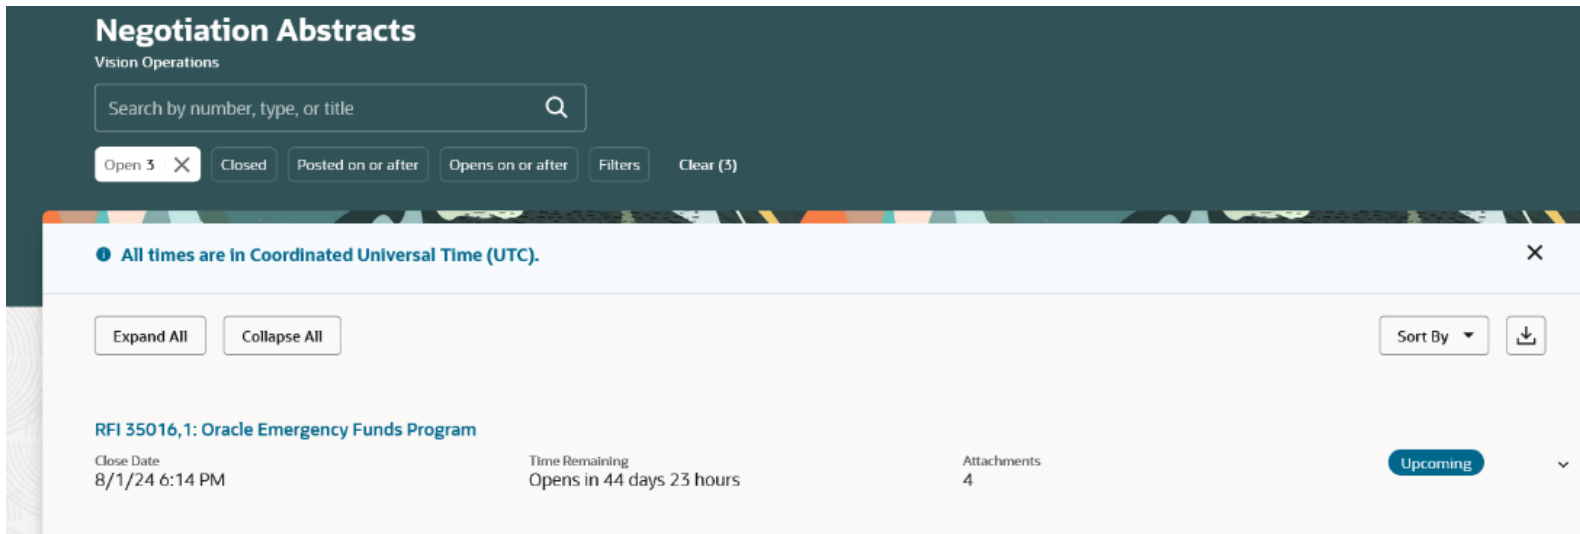 Negotiation Abstracts
Vision Operations
Search by number, type, or title
Open 3 Closed Posted on or after Opens on or after Filters Clear (3)
All times are in Coordinated Universal Time (UTC).
Expand All Collapse All Sort By
RFI 35016,1: Oracle Emergency Funds Program
Close Date Time Remaining Attachments
8/1/24 6:14 PM Opens in 44 days 23 hours 4 Upcoming